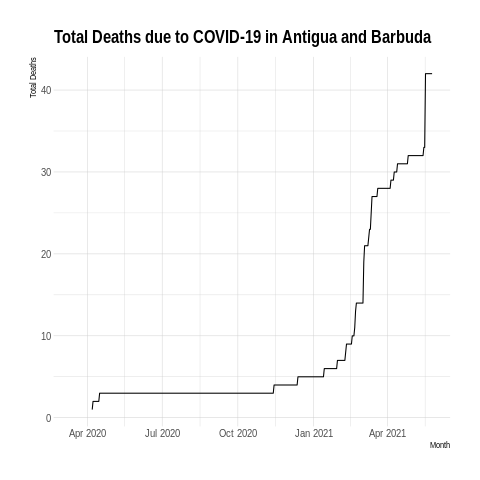 Total Deaths due to COVID-19 in Antigua and Barbuda
Total Deaths
40
30
20
10
0
Apr 2020 Jul 2020 Oct 2020 Jan 2021 Apr 2021
Month